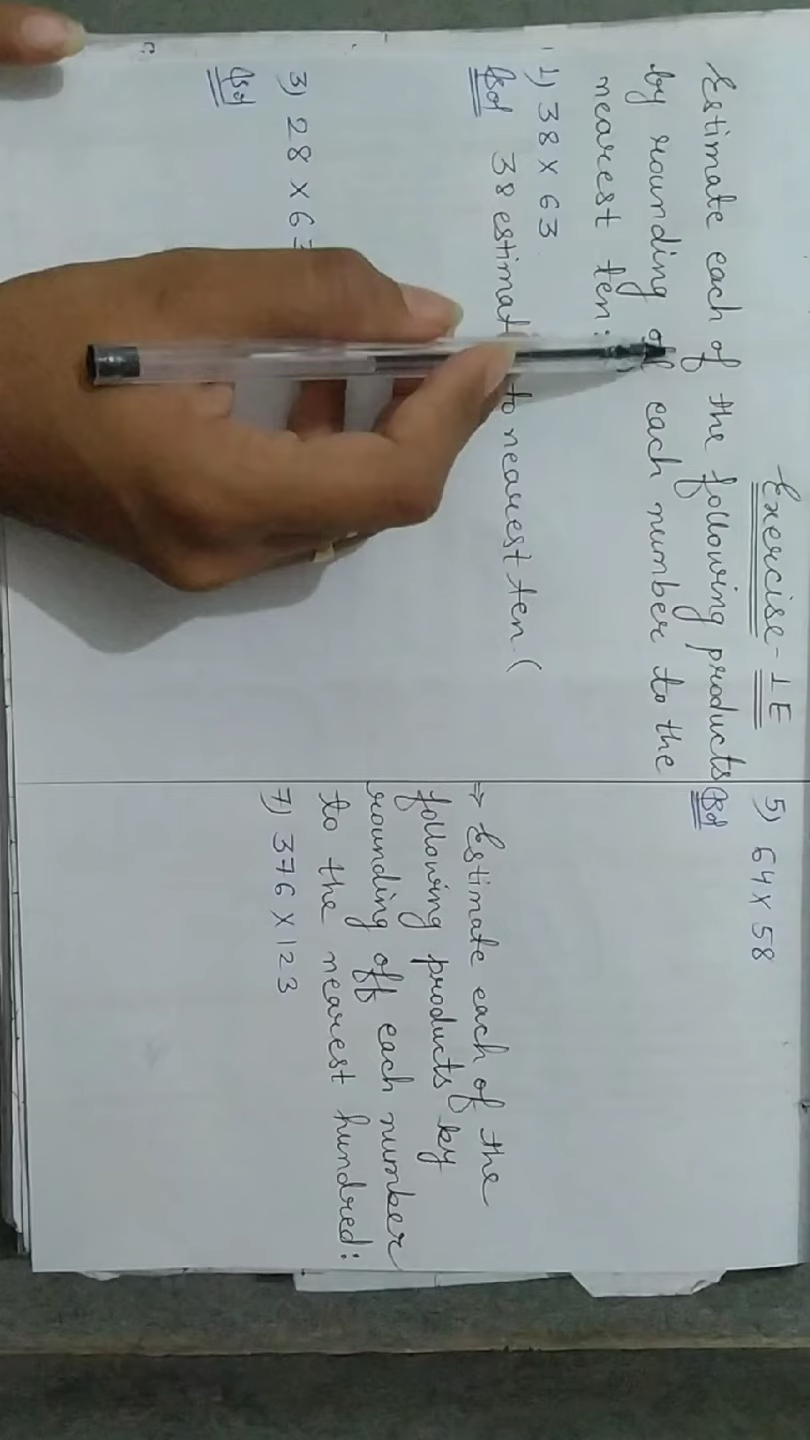 Exercise-1E
Estimate each of the following products
by rounding of each number to the
nearest ten:
1) 38 × 63
Sol 38 estimat to nearest ten (
3) 28 × 63
Sol
5) 64 × 58
Sol
⇒ Estimate each of the
following products by
rounding off each number
to the nearest hundred:
7) 376 × 123